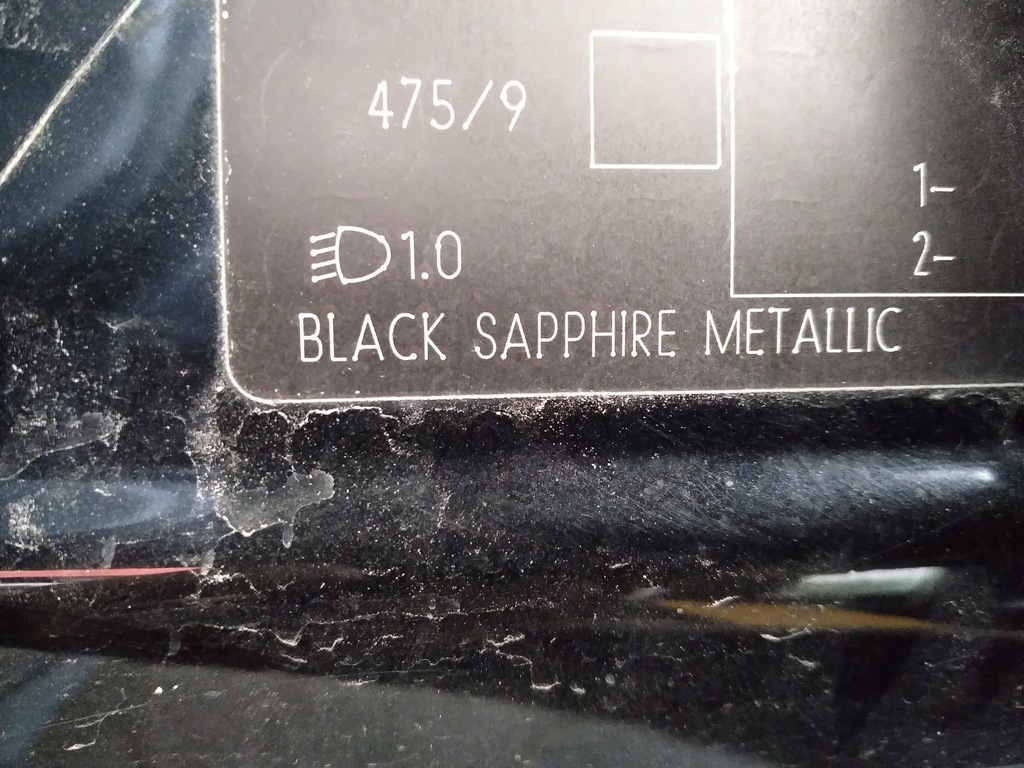 475/9
1-
2-
1.0
BLACK SAPPHIRE METALLIC